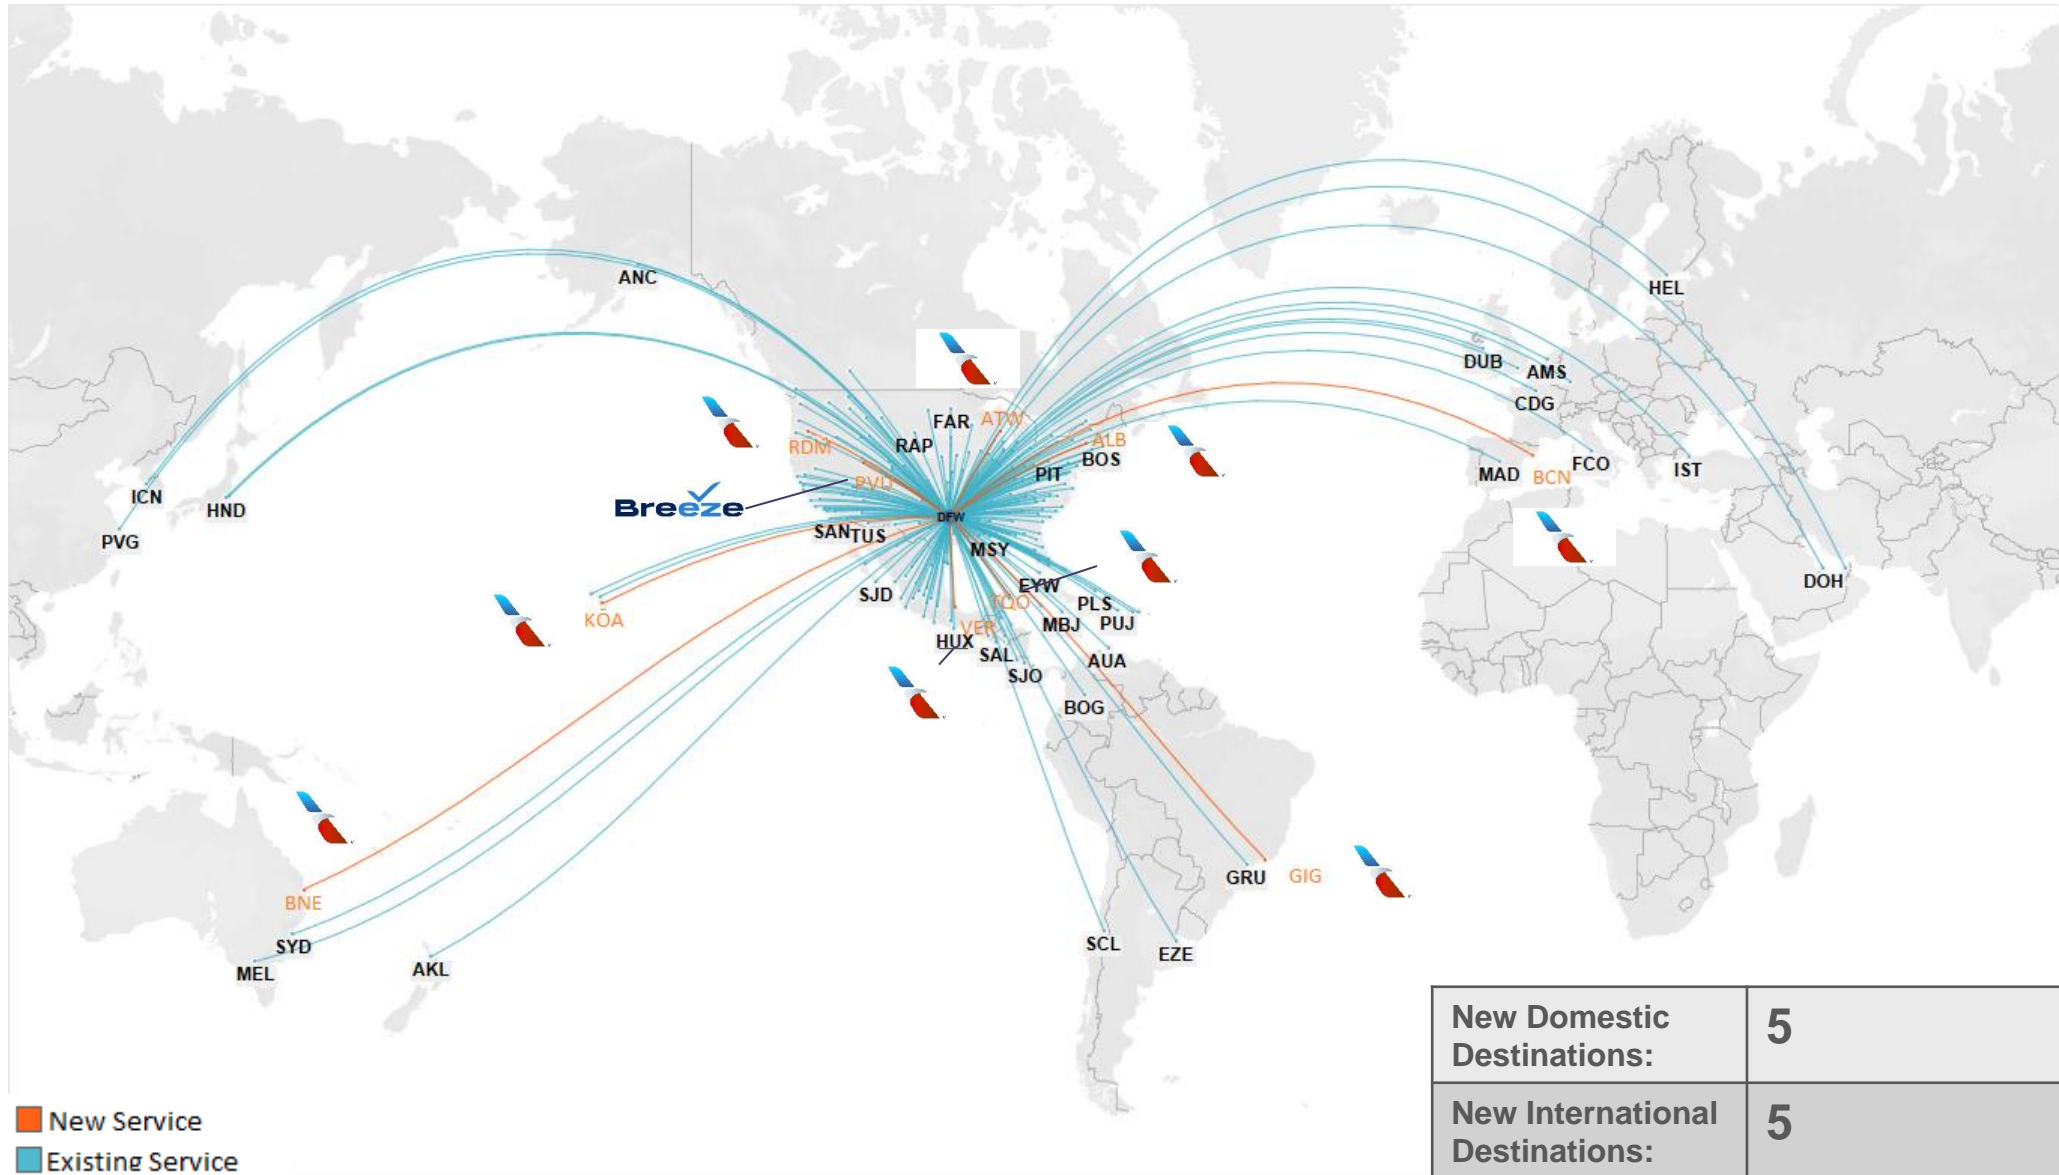 ANC
HEL
DUB
AMS
CDG
FAR
ATW
RDM
RAP
ALB
BOS
PIT
MAD
BCN
FCO
IST
PVU
Breeze
ICN
HND
PVG
DFW
SAN
TUS
MSY
DOH
SJD
EYW
TQO
PLS
KOA
VER
MBJ
PUJ
HUX
SAL
SJO
AUA
BOG
GRU
GIG
BNE
SYD
MEL
AKL
SCL
EZE
New Domestic
Destinations:
5
New International
Destinations:
5
New Service
Existing Service